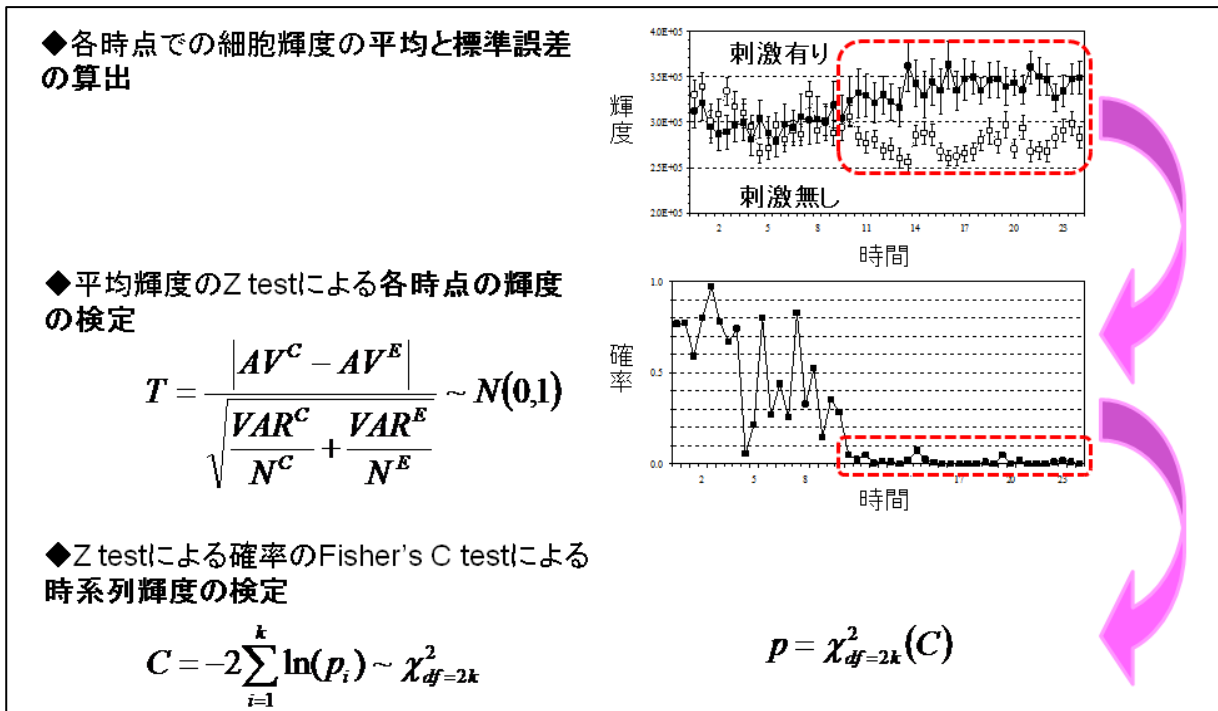 ◆各時点での細胞輝度の平均と標準誤差
の算出
4.0E+05
3.5E+05
3.0E+05
2.5E+05
2.0E+05
輝度
刺激有り
刺激無し
2 5 8 11 14 17 20 23
時間
◆平均輝度のZ testによる各時点の輝度
の検定
T = |AV^C − AV^E| / √(VAR^C / N^C + VAR^E / N^E) ~ N(0,1)
1.0
0.5
0.0
確率
2 5 8 17 20 23
時間
◆Z testによる確率のFisher's C testによる
時系列輝度の検定
C = −2∑_{i=1}^{k} ln(p_i) ~ χ²_{df=2k}
p = χ²_{df=2k}(C)